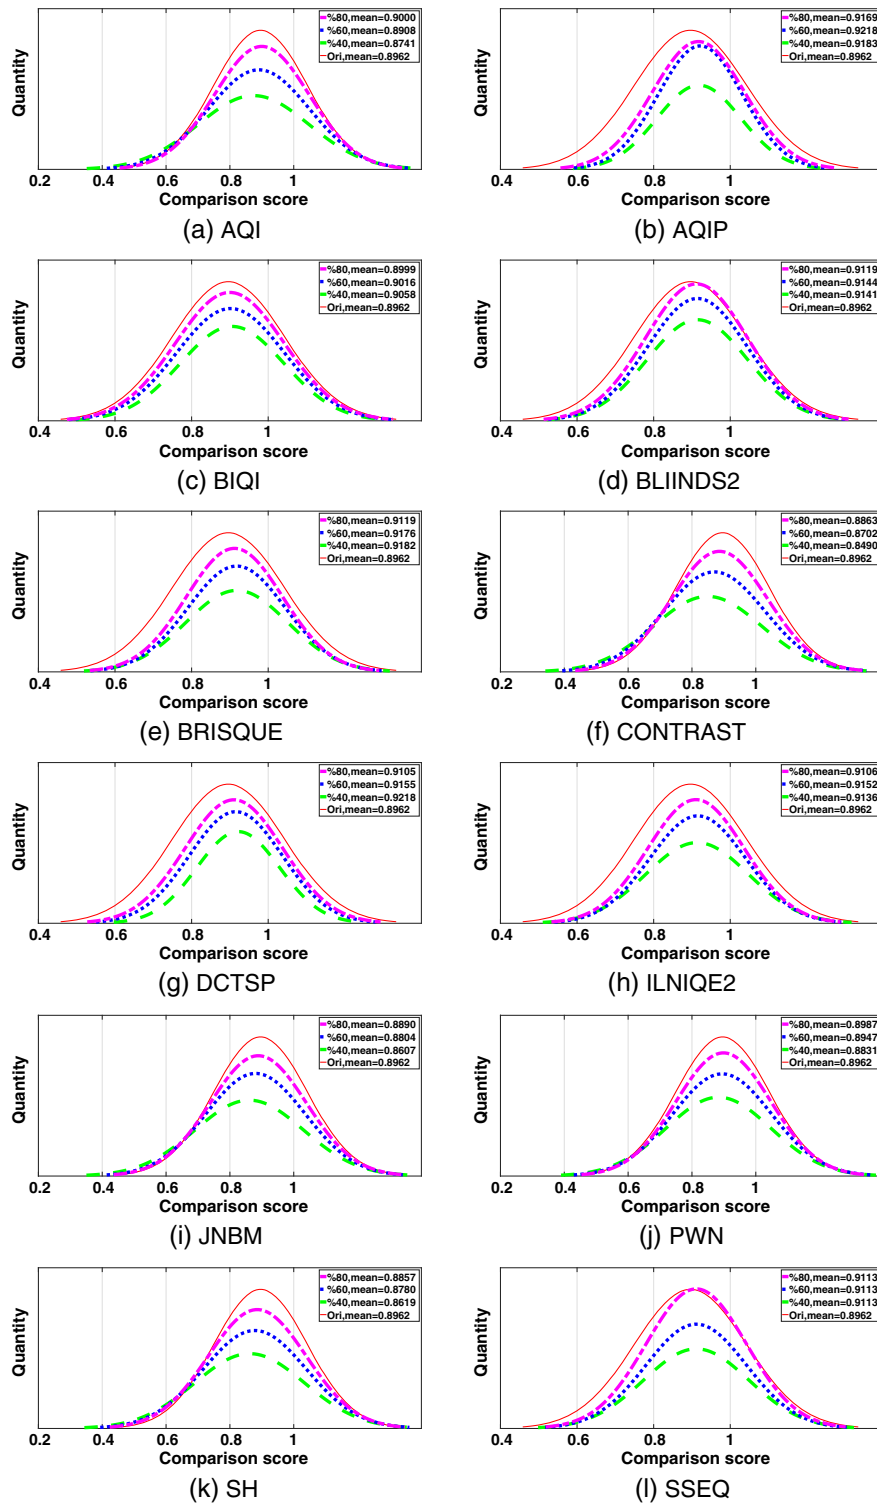 %80,mean=0.9000
%60,mean=0.8908
%40,mean=0.8741
Ori,mean=0.8962
Quantity
0.2 0.4 0.6 0.8 1
Comparison score
(a) AQI
%80,mean=0.9169
%60,mean=0.9218
%40,mean=0.9183
Ori,mean=0.8962
Quantity
0.4 0.6 0.8 1
Comparison score
(b) AQIP
%80,mean=0.8999
%60,mean=0.9016
%40,mean=0.9058
Ori,mean=0.8962
Quantity
0.4 0.6 0.8 1
Comparison score
(c) BIQI
%80,mean=0.9119
%60,mean=0.9144
%40,mean=0.9141
Ori,mean=0.8962
Quantity
0.4 0.6 0.8 1
Comparison score
(d) BLIINDS2
%80,mean=0.9119
%60,mean=0.9176
%40,mean=0.9182
Ori,mean=0.8962
Quantity
0.4 0.6 0.8 1
Comparison score
(e) BRISQUE
%80,mean=0.8863
%60,mean=0.8702
%40,mean=0.8490
Ori,mean=0.8962
Quantity
0.2 0.4 0.6 0.8 1
Comparison score
(f) CONTRAST
%80,mean=0.9105
%60,mean=0.9155
%40,mean=0.9218
Ori,mean=0.8962
Quantity
0.4 0.6 0.8 1
Comparison score
(g) DCTSP
%80,mean=0.9106
%60,mean=0.9152
%40,mean=0.9136
Ori,mean=0.8962
Quantity
0.4 0.6 0.8 1
Comparison score
(h) ILNIQE2
%80,mean=0.8890
%60,mean=0.8804
%40,mean=0.8607
Ori,mean=0.8962
Quantity
0.2 0.4 0.6 0.8 1
Comparison score
(i) JNBM
%80,mean=0.8987
%60,mean=0.8947
%40,mean=0.8831
Ori,mean=0.8962
Quantity
0.2 0.4 0.6 0.8 1
Comparison score
(j) PWN
%80,mean=0.8857
%60,mean=0.8780
%40,mean=0.8619
Ori,mean=0.8962
Quantity
0.2 0.4 0.6 0.8 1
Comparison score
(k) SH
%80,mean=0.9113
%60,mean=0.9113
%40,mean=0.9113
Ori,mean=0.8962
Quantity
0.4 0.6 0.8 1
Comparison score
(l) SSEQ